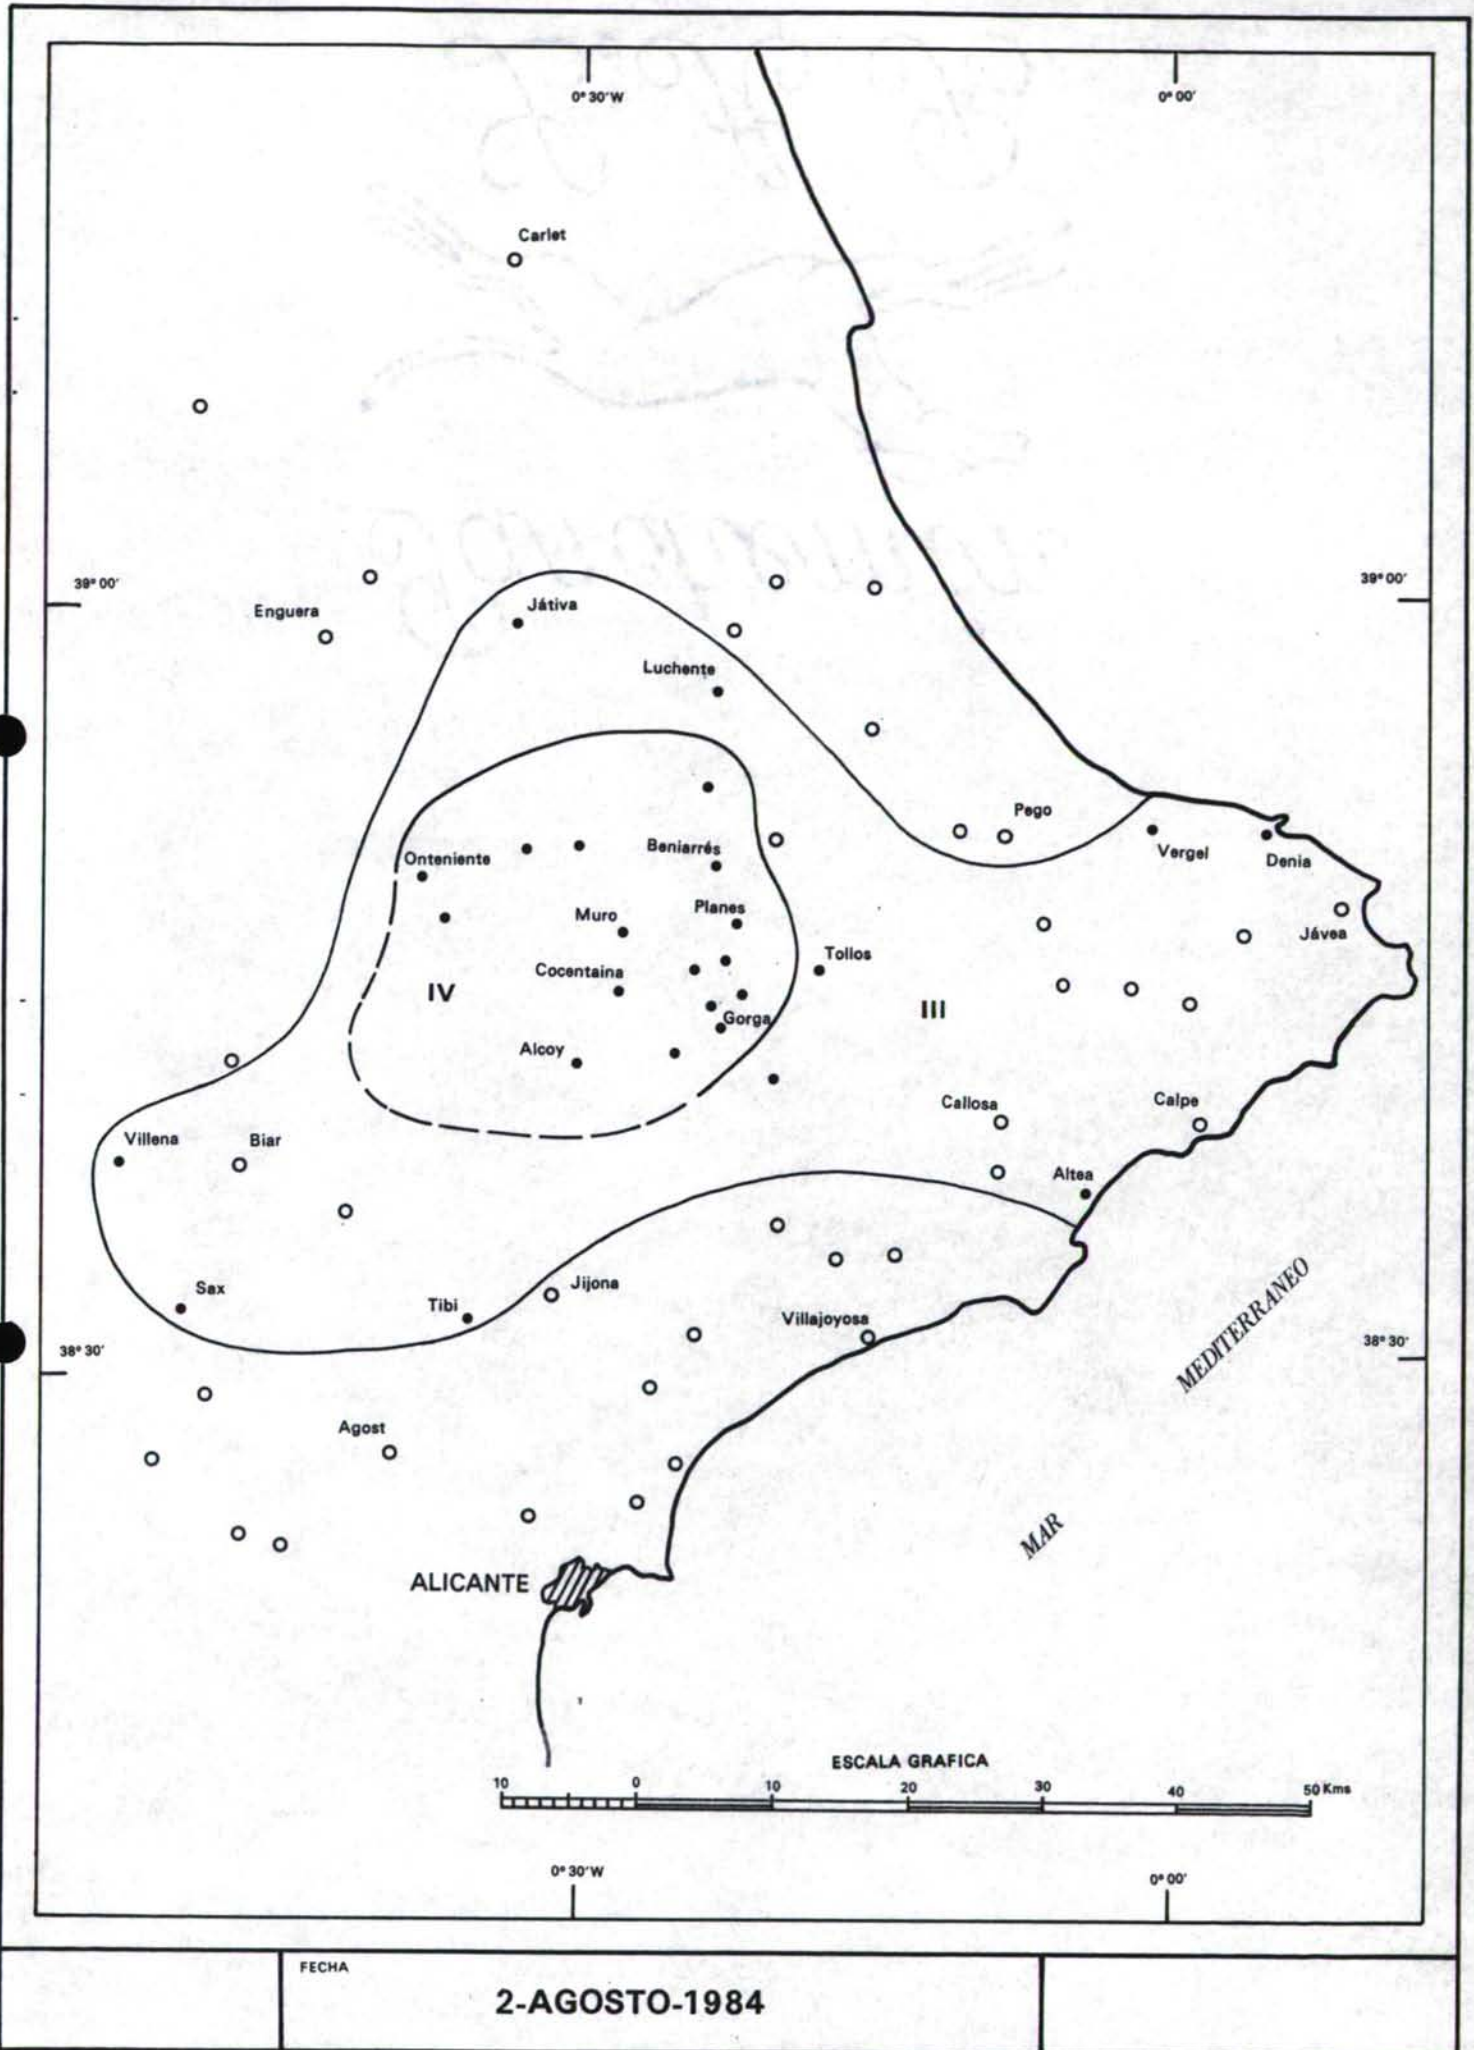 0° 30' W
0° 00'
Carlet
39° 00'
39° 00'
Enguera
Játiva
Luchente
Pego
Vergel
Denia
Onteniente
Beniarrés
Muro
Planes
Jávea
Cocentaina
Tollos
IV
III
Gorga
Alcoy
Callosa
Calpe
Villena
Biar
Altea
Sax
Tibi
Jijona
Villajoyosa
38° 30'
38° 30'
MEDITERRANEO
Agost
MAR
ALICANTE
ESCALA GRAFICA
10 0 10 20 30 40 50 Kms
0° 30' W
0° 00'
FECHA
2-AGOSTO-1984